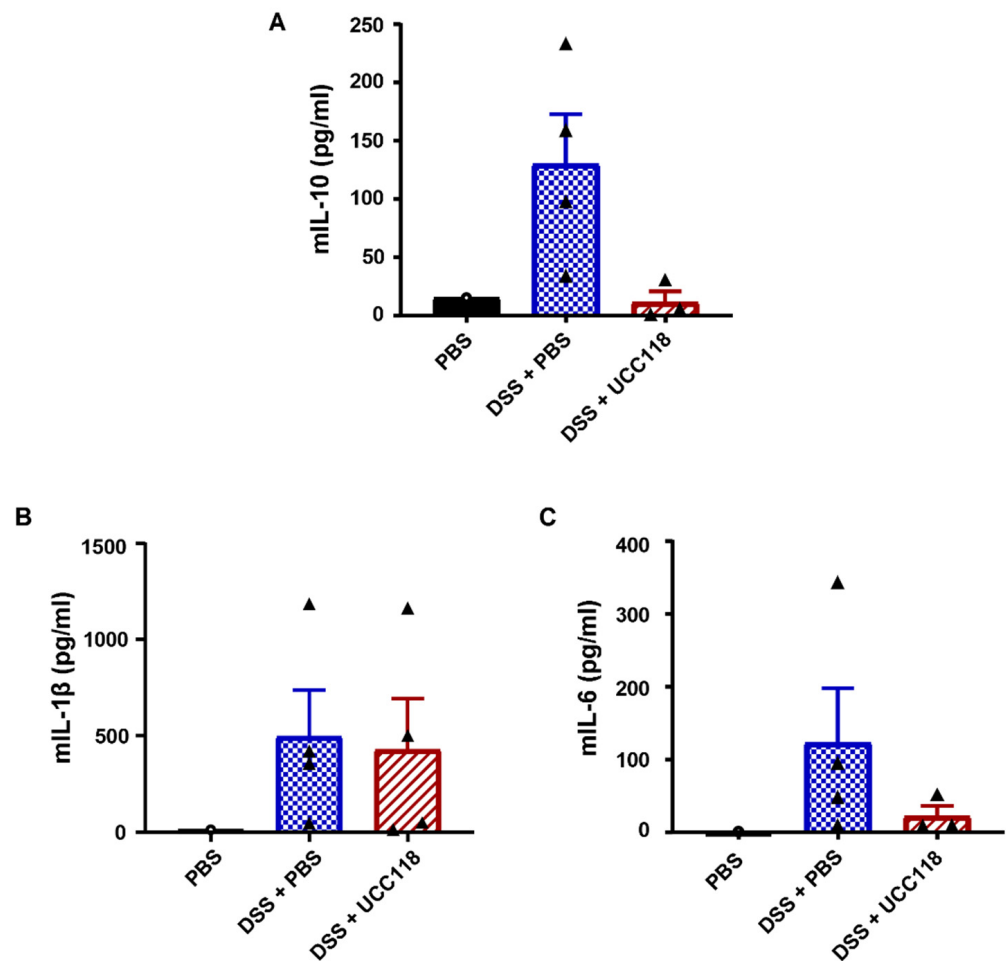 A
mIL-10 (pg/ml)
250
200
150
100
50
0
PBS
DSS + PBS
DSS + UCC118
B
mIL-1β (pg/ml)
1500
1000
500
0
PBS
DSS + PBS
DSS + UCC118
C
mIL-6 (pg/ml)
400
300
200
100
0
PBS
DSS + PBS
DSS + UCC118